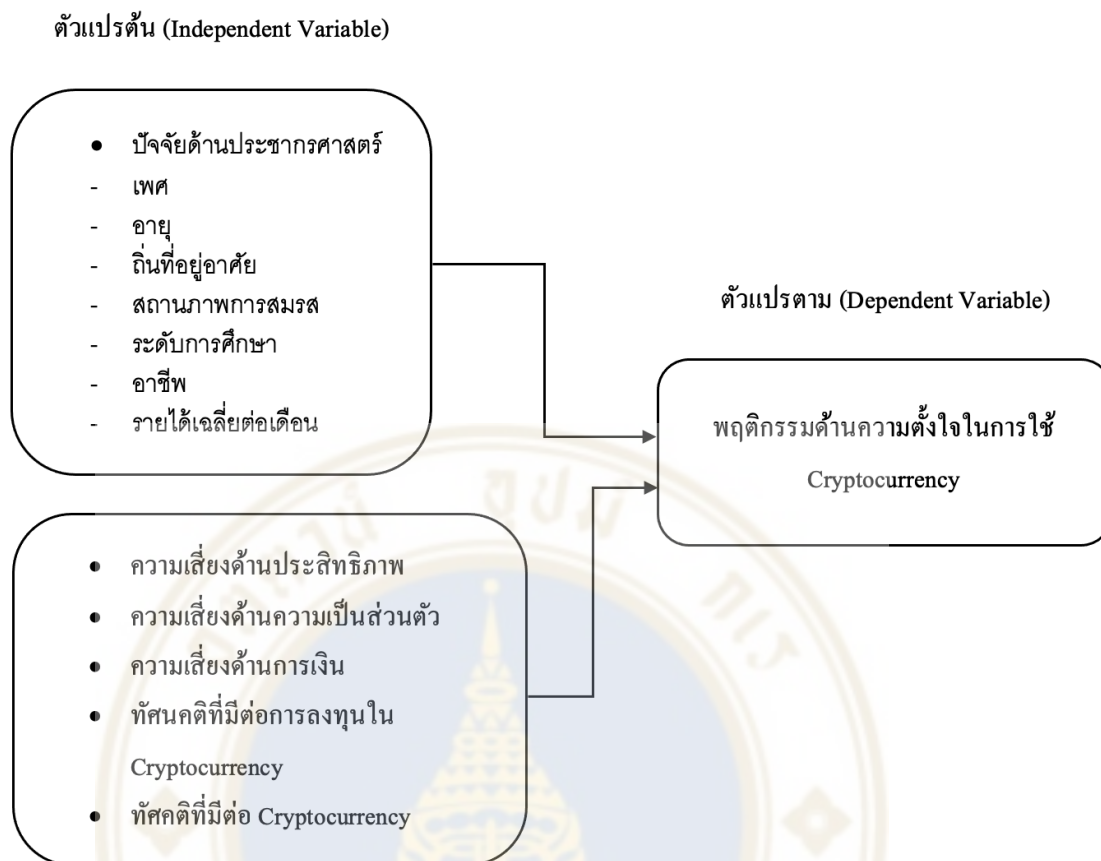 ตัวแปรต้น (Independent Variable)
● ปัจจัยด้านประชากรศาสตร์
- เพศ
- อายุ
- ถิ่นที่อยู่อาศัย
- สถานภาพการสมรส
- ระดับการศึกษา
- อาชีพ
- รายได้เฉลี่ยต่อเดือน
ตัวแปรตาม (Dependent Variable)
พฤติกรรมด้านความตั้งใจในการใช้
Cryptocurrency
● ความเสี่ยงด้านประสิทธิภาพ
● ความเสี่ยงด้านความเป็นส่วนตัว
● ความเสี่ยงด้านการเงิน
● ทัศนคติที่มีต่อการลงทุนใน
Cryptocurrency
● ทัศคติที่มีต่อ Cryptocurrency